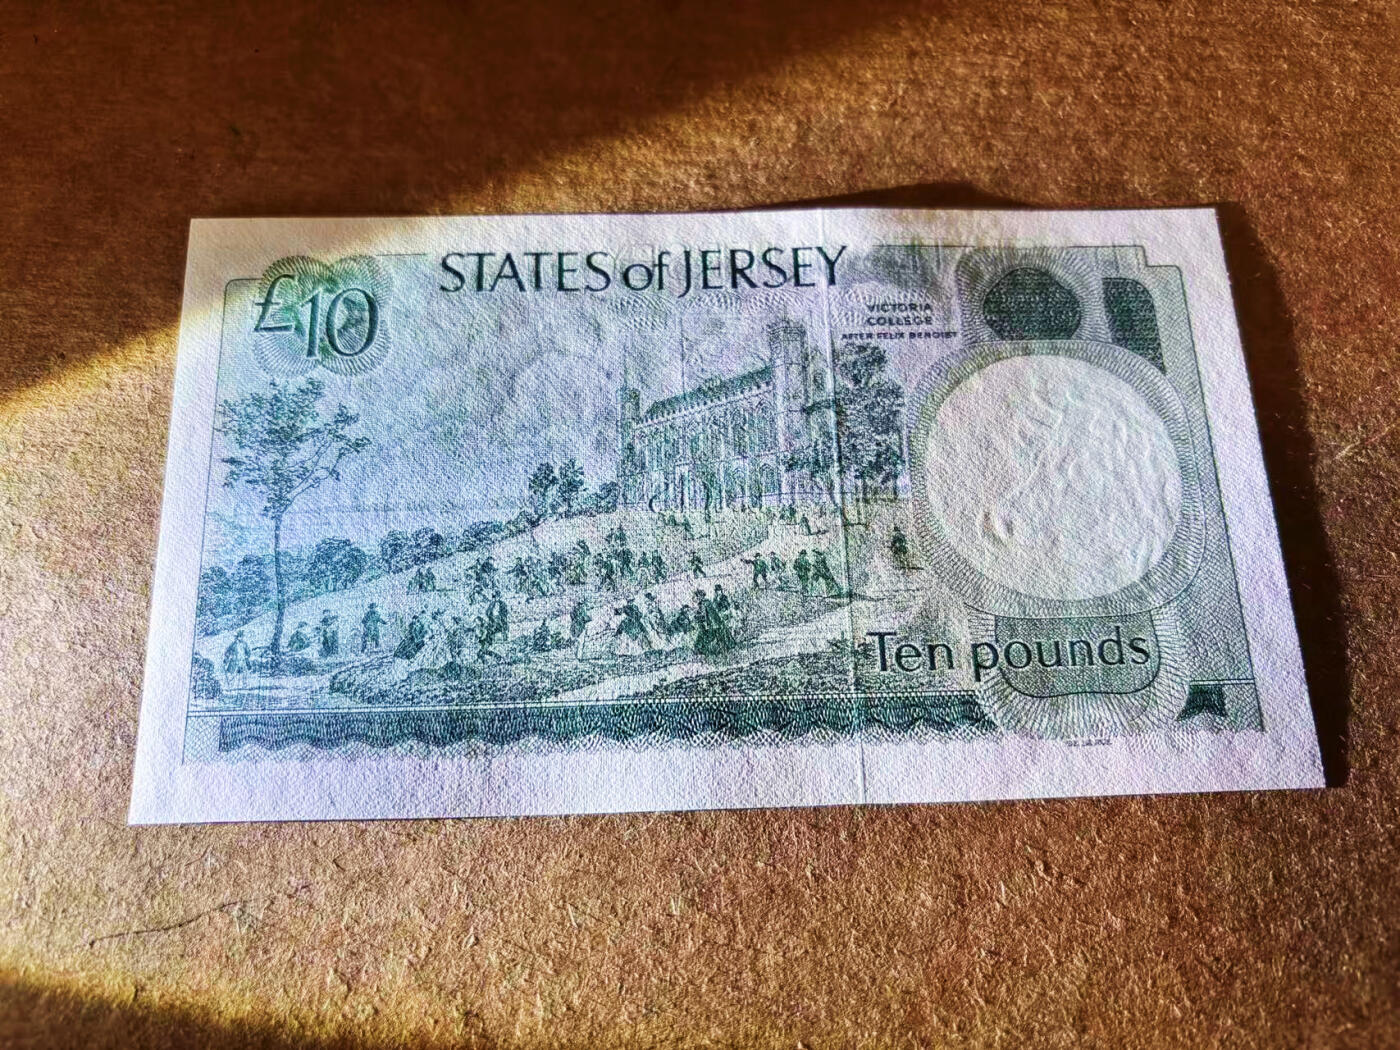 STATES of JERSEY
£10
VICTORIA
COLLEGE
AFTER FELIX BENOIST
Ten pounds